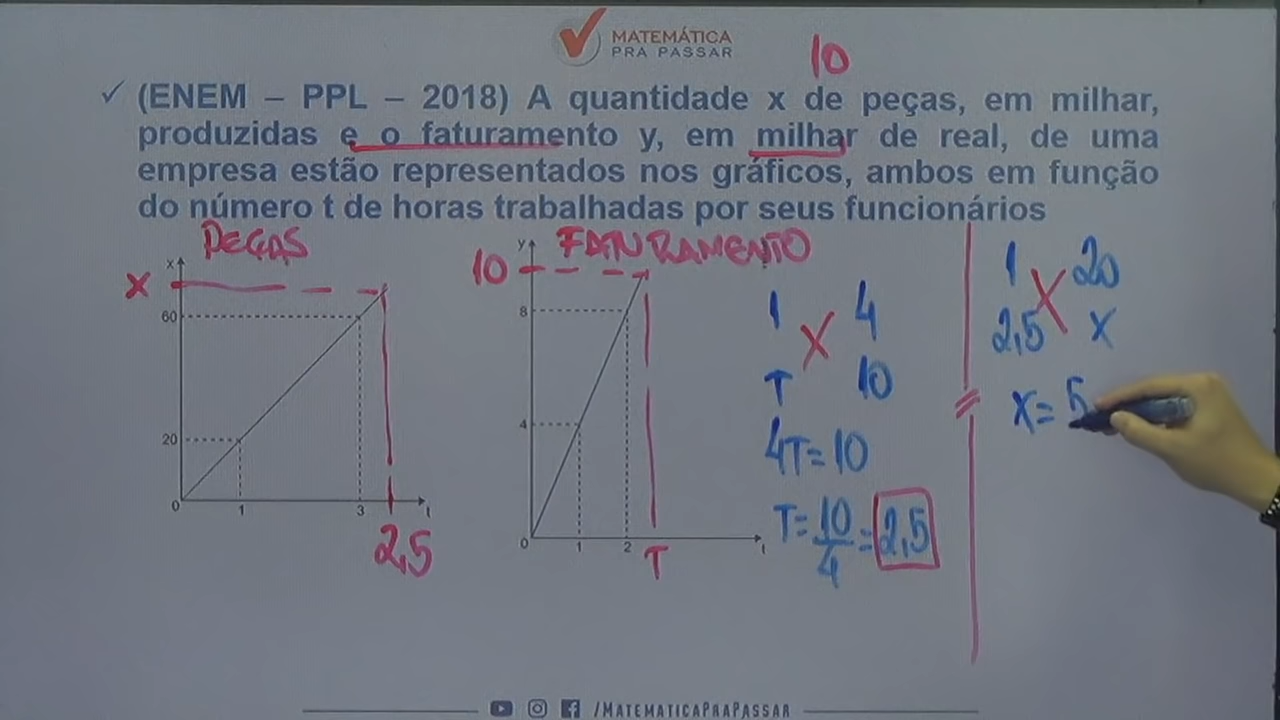 MATEMÁTICA
PRA PASSAR
10
✓ (ENEM – PPL – 2018) A quantidade x de peças, em milhar,
produzidas e o faturamento y, em milhar de real, de uma
empresa estão representados nos gráficos, ambos em função
do número t de horas trabalhadas por seus funcionários
PEÇAS
x
X
60
20
0
1
3
t
2,5
FATURAMENTO
y
10
8
4
0
1
2
t
T
1 4
T 10
4T=10
T=10/4=2,5
1 20
2,5 X
X=5
/MATEMATICAPRAPASSAR